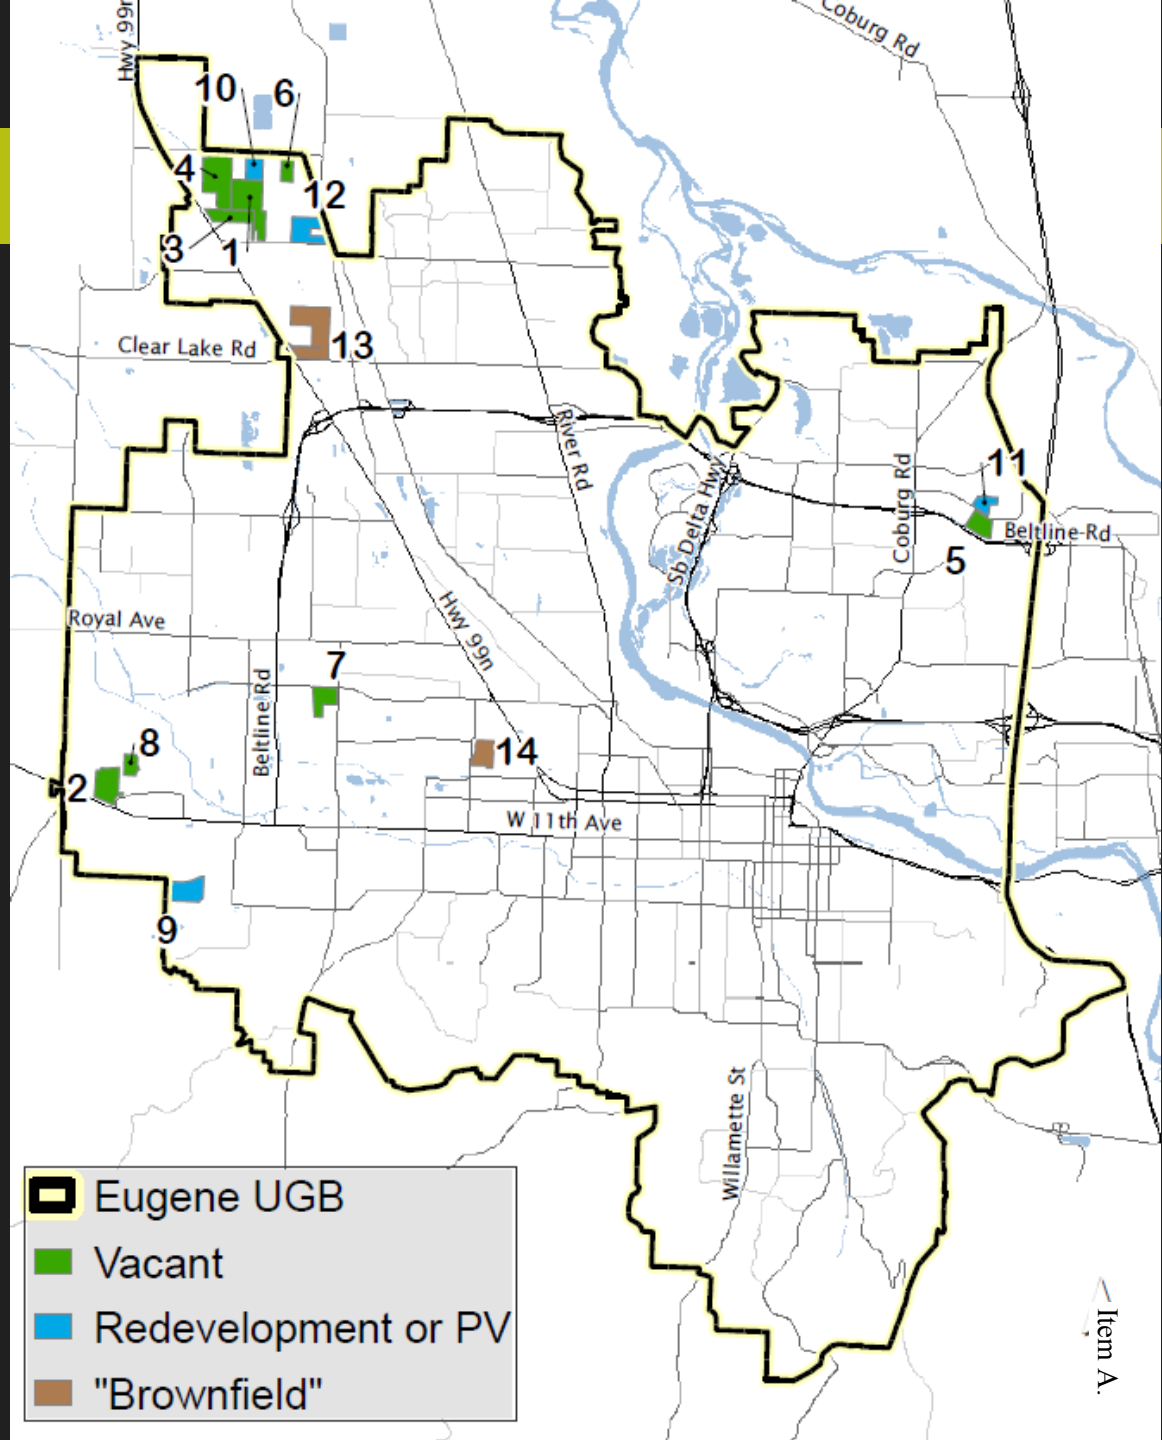 Hwy 99n
Coburg Rd
10
6
4
12
3
1
Clear Lake Rd
13
River Rd
Sb Delta Hwy
Coburg Rd
11
Beltline Rd
5
Royal Ave
Hwy 99n
7
Beltline Rd
8
2
14
W 11th Ave
9
Willamette St
Eugene UGB
Vacant
Redevelopment or PV
"Brownfield"
Item A.